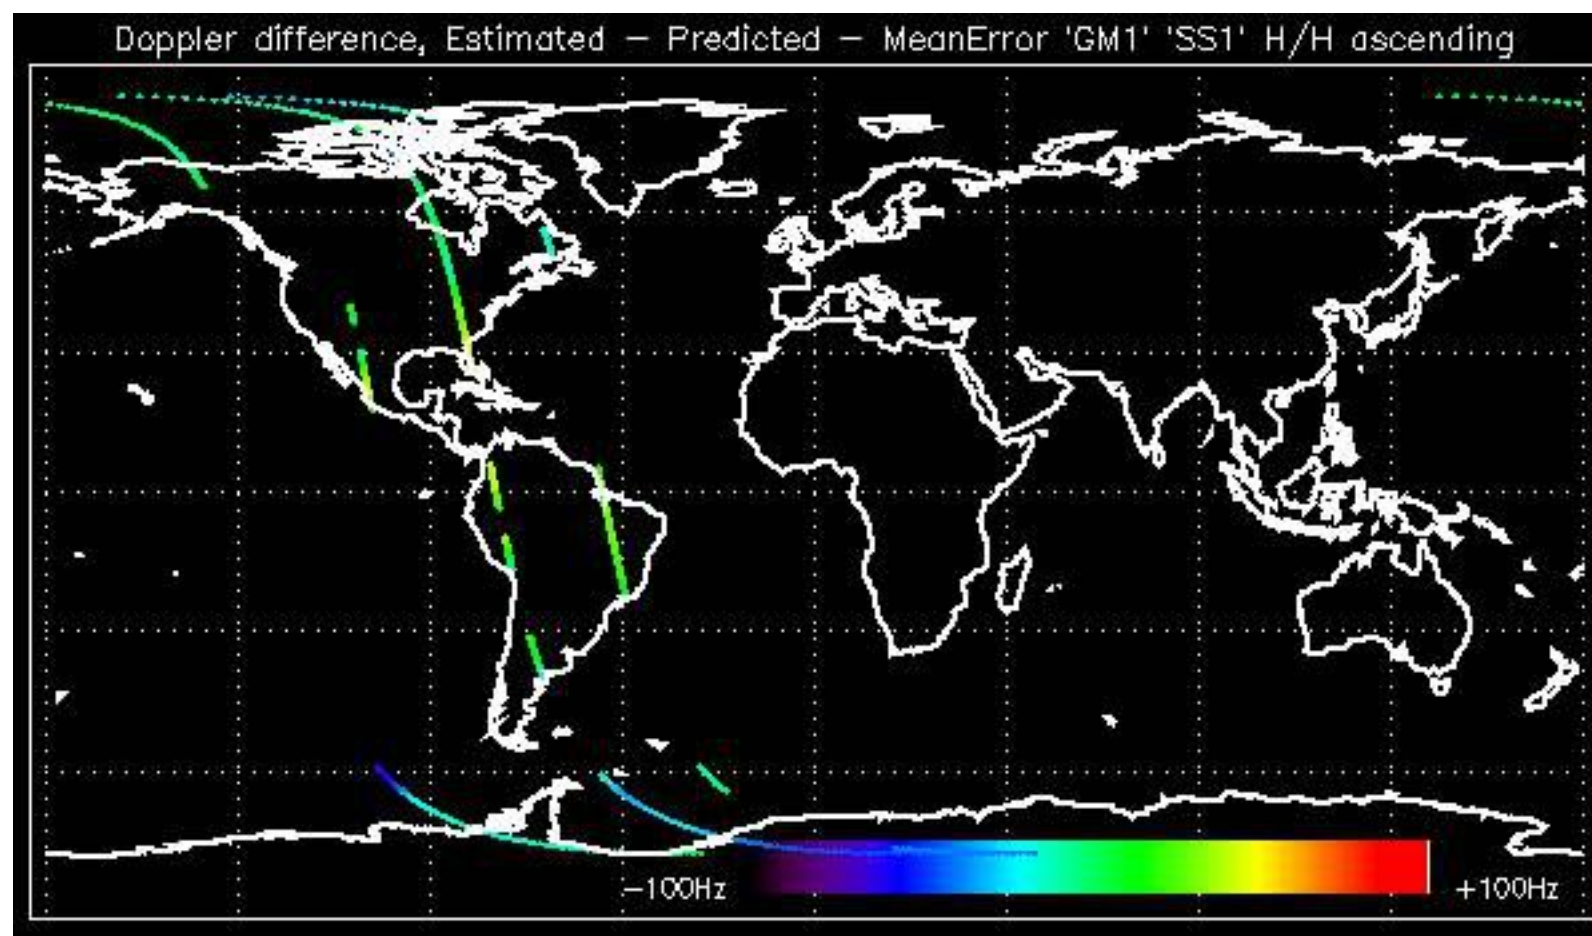 Doppler difference, Estimated – Predicted – MeanError 'GM1' 'SS1' H/H ascending
−100Hz
+100Hz